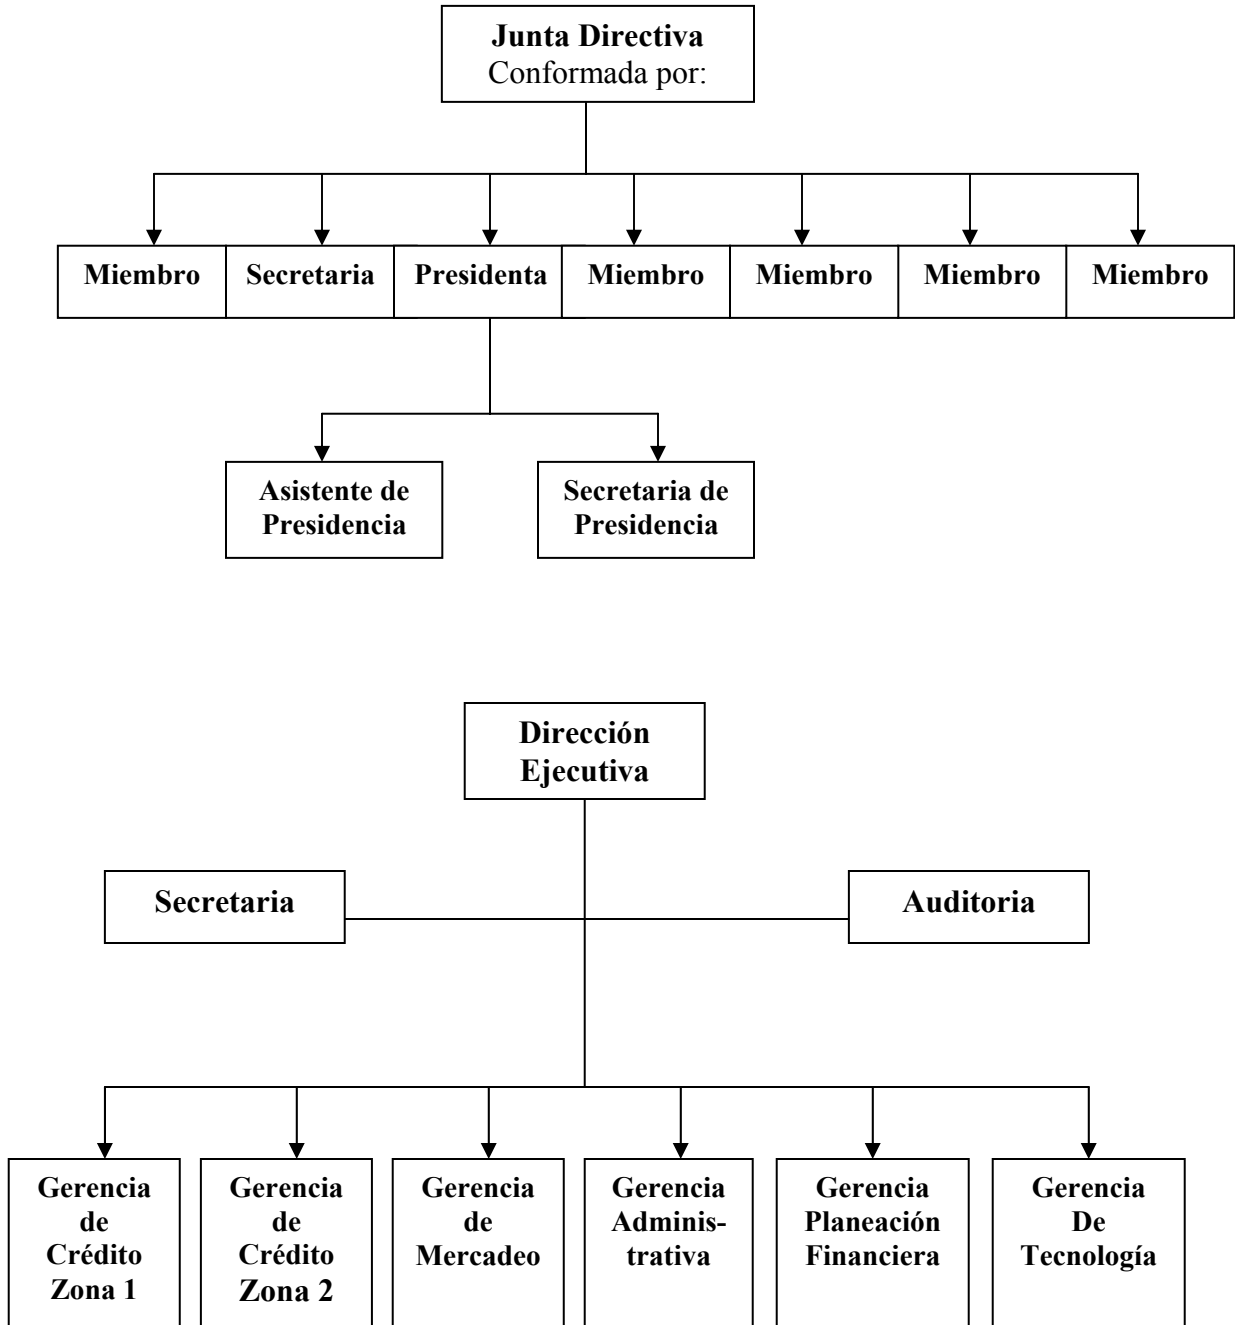 Junta Directiva
Conformada por:
Miembro
Secretaria
Presidenta
Miembro
Miembro
Miembro
Miembro
Asistente de
Presidencia
Secretaria de
Presidencia
Dirección
Ejecutiva
Secretaria
Auditoria
Gerencia
de
Crédito
Zona 1
Gerencia
de
Crédito
Zona 2
Gerencia
de
Mercadeo
Gerencia
Adminis-
trativa
Gerencia
Planeación
Financiera
Gerencia
De
Tecnología